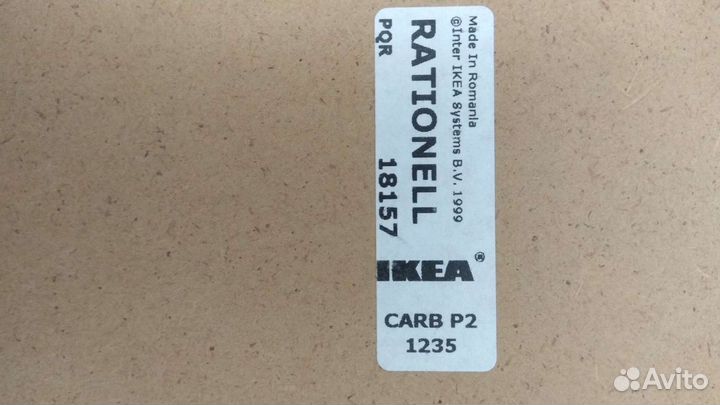 Made In Romania
©Inter IKEA Systems B.V. 1999
RATIONELL
PQR 18157
IKEA®
CARB P2
1235
Avito